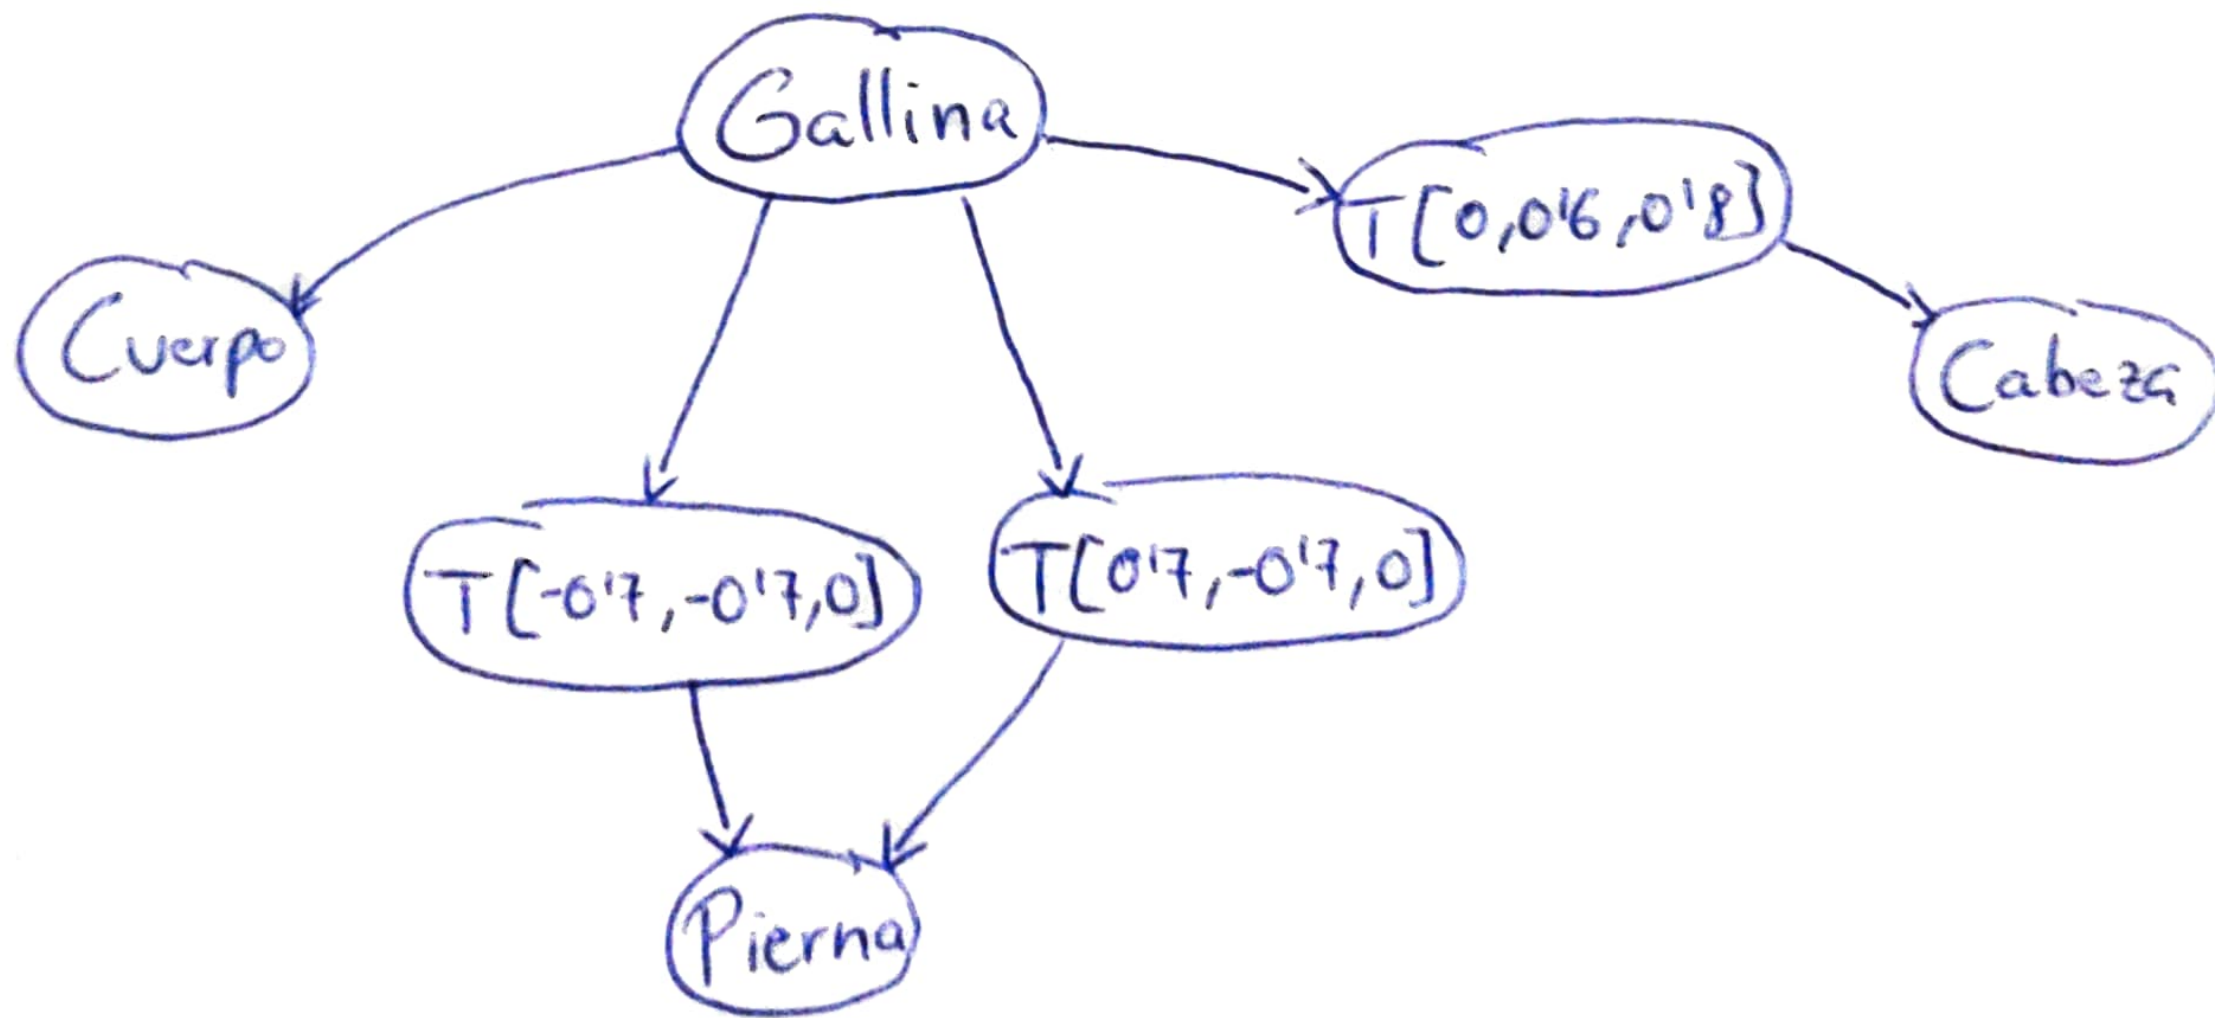 Gallina
T[0,0'6,0'8]
Cuerpo
Cabeza
T[-0'7,-0'7,0]
T[0'7,-0'7,0]
Pierna